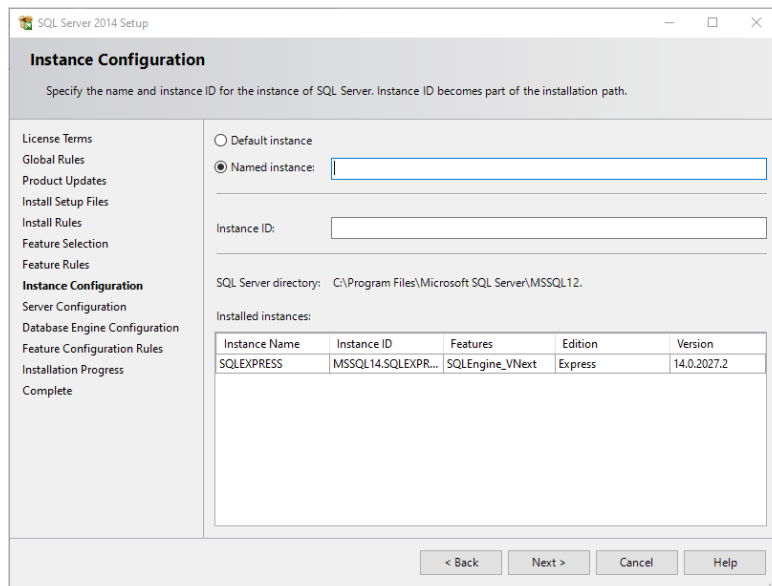 SQL Server 2014 Setup
Instance Configuration
Specify the name and instance ID for the instance of SQL Server. Instance ID becomes part of the installation path.
License Terms
Global Rules
Product Updates
Install Setup Files
Install Rules
Feature Selection
Feature Rules
Instance Configuration
Server Configuration
Database Engine Configuration
Feature Configuration Rules
Installation Progress
Complete
Default instance
Named instance:
Instance ID:
SQL Server directory: C:\Program Files\Microsoft SQL Server\MSSQL12.
Installed instances:
Instance Name Instance ID Features Edition Version
SQLEXPRESS MSSQL14.SQLEXPR... SQLEngine_VNext Express 14.0.2027.2
< Back Next > Cancel Help